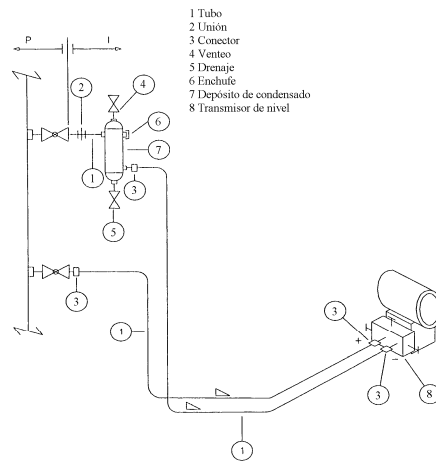 1 Tubo
2 Unión
3 Conector
4 Venteo
5 Drenaje
6 Enchufe
7 Depósito de condensado
8 Transmisor de nivel
P I
2
4
6
7
1
3
5
3
1
3
+
-
3
8
1